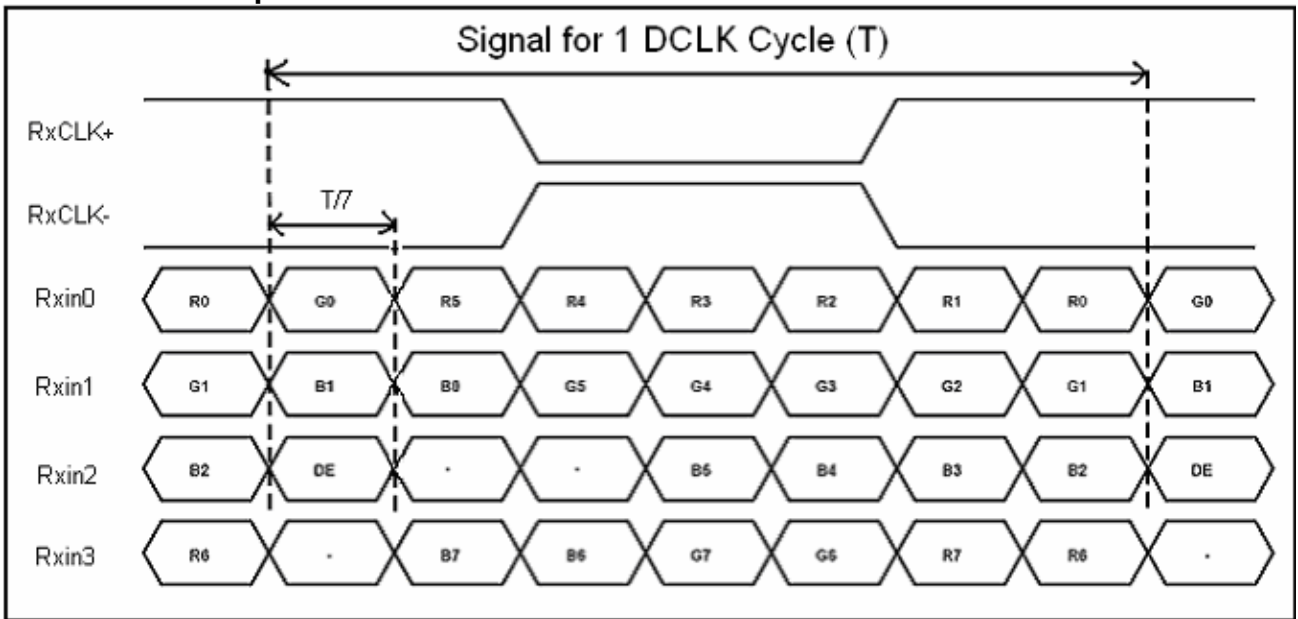 Signal for 1 DCLK Cycle (T)
RxCLK+
T/7
RxCLK-
Rxin0 R0 G0 R5 R4 R3 R2 R1 R0 G0
Rxin1 G1 B1 B0 G5 G4 G3 G2 G1 B1
Rxin2 B2 DE - - B5 B4 B3 B2 DE
Rxin3 R6 - B7 B6 G7 G6 R7 R6 -